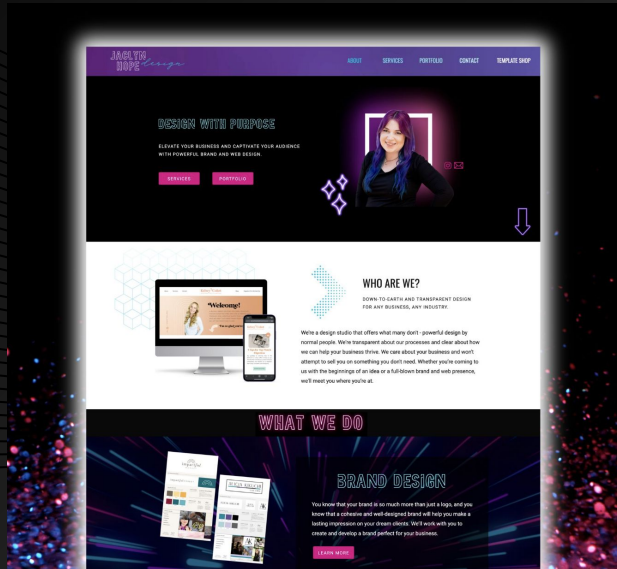 JACLYN
HOPE design
ABOUT SERVICES PORTFOLIO CONTACT TEMPLATE SHOP
DESIGN WITH PURPOSE
ELEVATE YOUR BUSINESS AND CAPTIVATE YOUR AUDIENCE
WITH POWERFUL BRAND AND WEB DESIGN.
SERVICES PORTFOLIO
Welcome!
WHO ARE WE?
DOWN-TO-EARTH AND TRANSPARENT DESIGN
FOR ANY BUSINESS, ANY INDUSTRY.
We're a design studio that offers what many don't - powerful design by
normal people. We're transparent about our processes and clear about how
we can help your business thrive. We care about your business and won't
attempt to sell you on something you don't need. Whether you're coming to
us with the beginnings of an idea or a full-blown brand and web presence,
we'll meet you where you're at.
WHAT WE DO
BRAND DESIGN
You know that your brand is so much more than just a logo, and you
know that a cohesive and well-designed brand will help you make a
lasting impression on your dream clients. We'll work with you to
create and develop a brand perfect for your business.
LEARN MORE